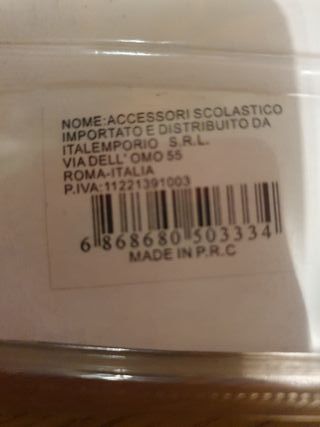 NOME:ACCESSORI SCOLASTICO
IMPORTATO E DISTRIBUITO DA
ITALEMPORIO S.R.L.
VIA DELL' OMO 55
ROMA-ITALIA
P.IVA:11221391003
6 868680 503334
MADE IN P.R.C